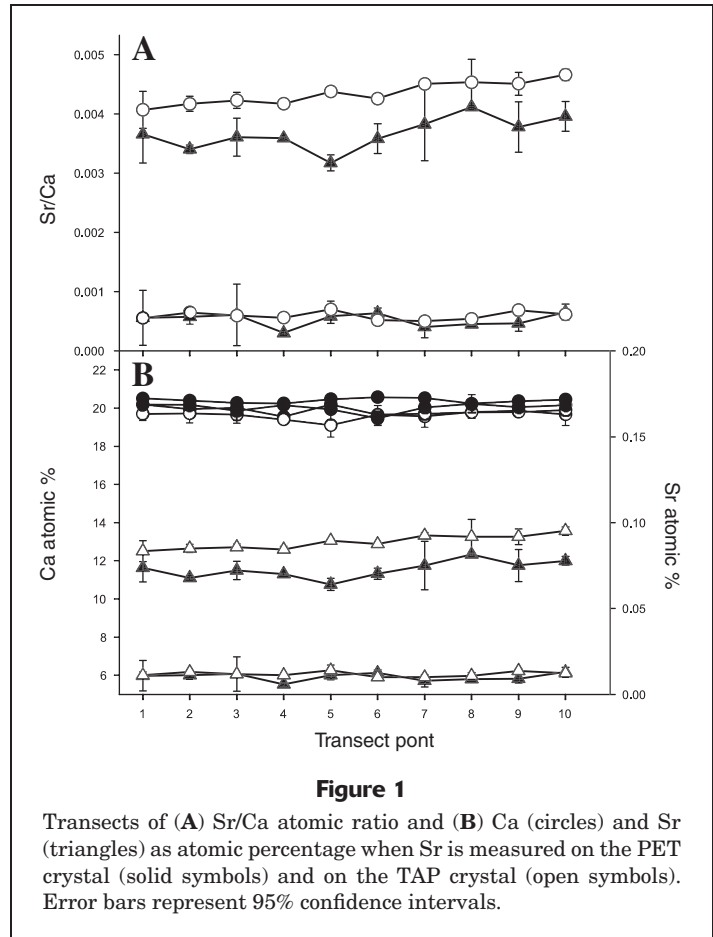 A
0.005
0.004
0.003
0.002
0.001
0.000
Sr/Ca
B
22
20
18
16
14
12
10
8
6
Ca atomic %
0.20
0.15
0.10
0.05
0.00
Sr atomic %
1 2 3 4 5 6 7 8 9 10
Transect pont
Figure 1
Transects of (A) Sr/Ca atomic ratio and (B) Ca (circles) and Sr
(triangles) as atomic percentage when Sr is measured on the PET
crystal (solid symbols) and on the TAP crystal (open symbols).
Error bars represent 95% confidence intervals.